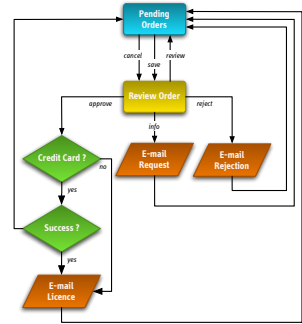 Pending
Orders
cancel
save
review
Review Order
approve
info
reject
Credit Card ?
no
yes
E-mail
Request
E-mail
Rejection
Success ?
yes
E-mail
Licence